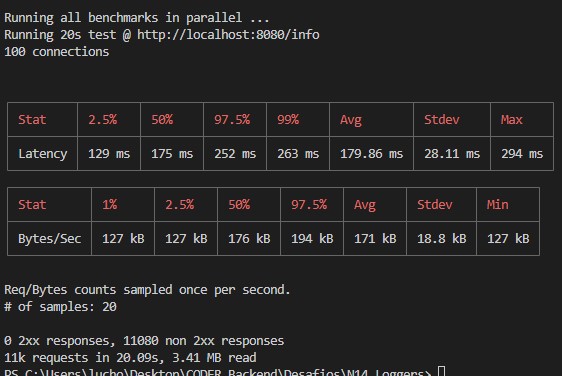 Running all benchmarks in parallel ...
Running 20s test @ http://localhost:8080/info
100 connections
Stat 2.5% 50% 97.5% 99% Avg Stdev Max
Latency 129 ms 175 ms 252 ms 263 ms 179.86 ms 28.11 ms 294 ms
Stat 1% 2.5% 50% 97.5% Avg Stdev Min
Bytes/Sec 127 kB 127 kB 176 kB 194 kB 171 kB 18.8 kB 127 kB
Req/Bytes counts sampled once per second.
# of samples: 20
0 2xx responses, 11080 non 2xx responses
11k requests in 20.09s, 3.41 MB read
PS C:\Users\lucho\Desktop\CODER Backend\Desafios\N14 Loggers>